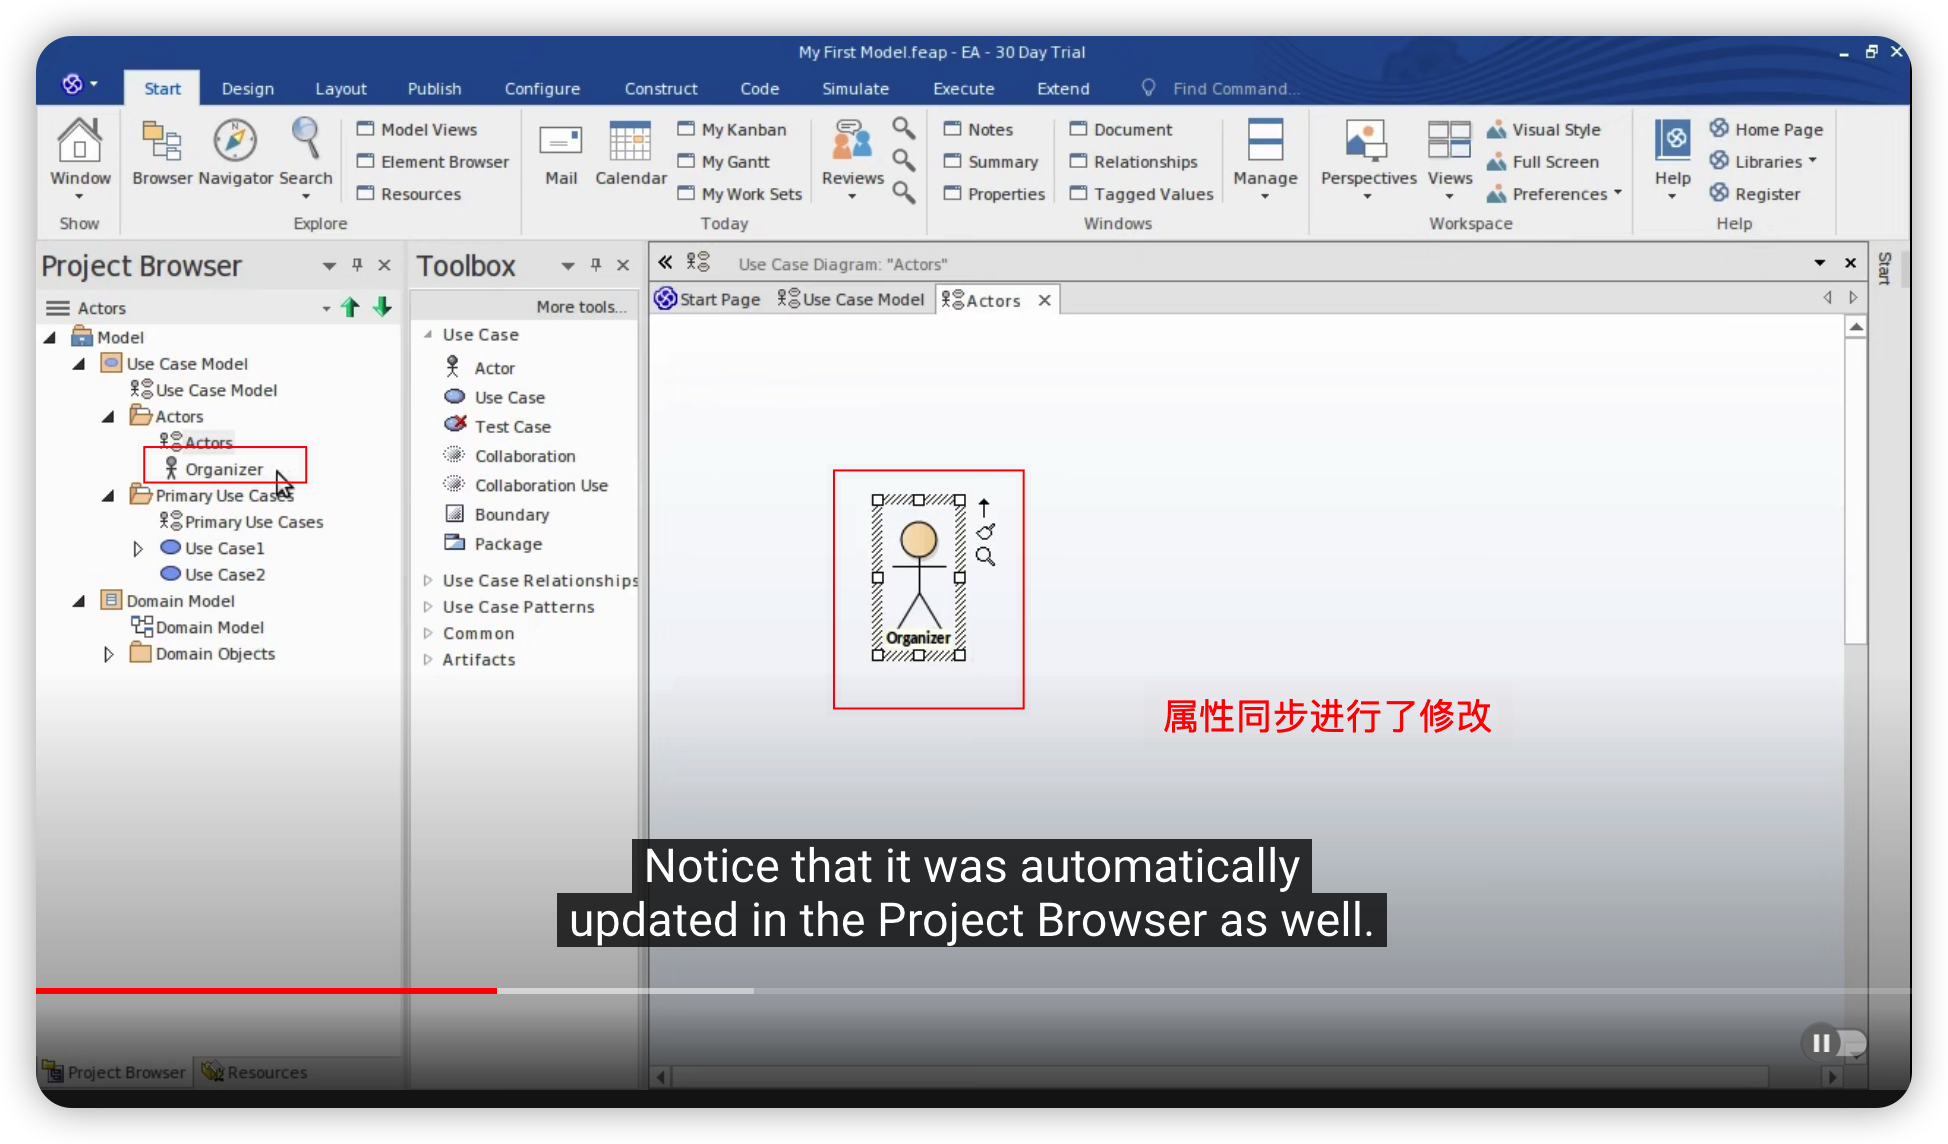 My First Model.feap - EA - 30 Day Trial
Start Design Layout Publish Configure Construct Code Simulate Execute Extend Find Command...
Window
Show
Browser Navigator Search
Model Views
Element Browser
Resources
Explore
Mail Calendar
My Kanban
My Gantt
My Work Sets
Reviews
Today
Notes
Summary
Properties
Document
Relationships
Tagged Values
Manage
Windows
Perspectives Views
Visual Style
Full Screen
Preferences
Workspace
Help
Home Page
Libraries
Register
Help
Project Browser
Actors
Model
Use Case Model
Use Case Model
Actors
Actors
Organizer
Primary Use Cases
Primary Use Cases
Use Case1
Use Case2
Domain Model
Domain Model
Domain Objects
Project Browser Resources
Toolbox
More tools...
Use Case
Actor
Use Case
Test Case
Collaboration
Collaboration Use
Boundary
Package
Use Case Relationships
Use Case Patterns
Common
Artifacts
Use Case Diagram: "Actors"
Start Page Use Case Model Actors
Start
Organizer
属性同步进行了修改
Notice that it was automatically
updated in the Project Browser as well.